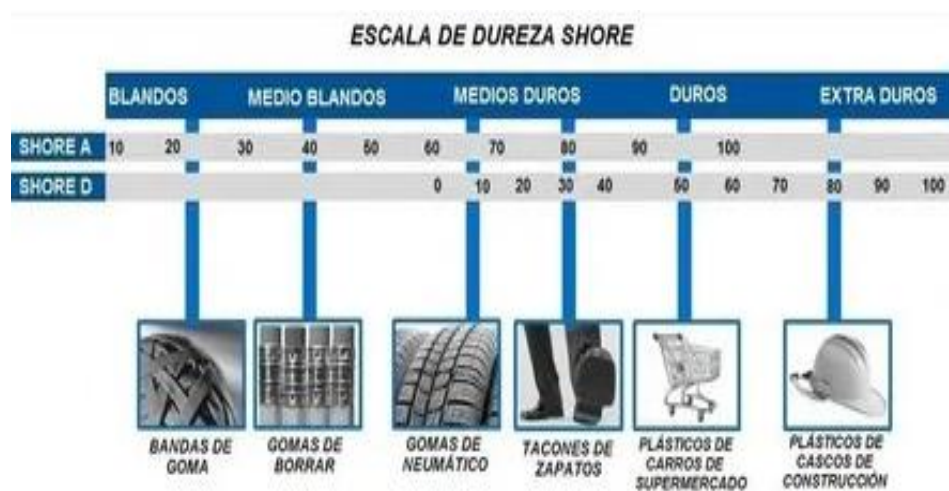 ESCALA DE DUREZA SHORE
BLANDOS MEDIO BLANDOS MEDIOS DUROS DUROS EXTRA DUROS
SHORE A 10 20 30 40 50 60 70 80 90 100
SHORE D 0 10 20 30 40 50 60 70 80 90 100
BANDAS DE
GOMA
GOMAS DE
BORRAR
GOMAS DE
NEUMÁTICO
TACONES DE
ZAPATOS
PLÁSTICOS DE
CARROS DE
SUPERMERCADO
PLÁSTICOS DE
CASCOS DE
CONSTRUCCIÓN